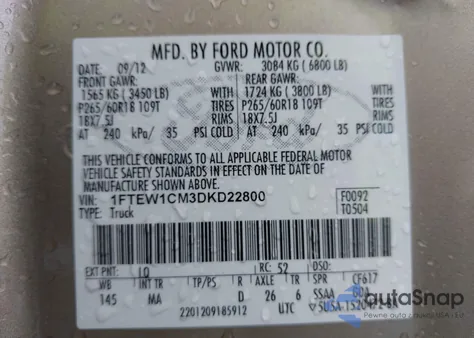 MFD. BY FORD MOTOR CO.
DATE: 09/12 GVWR: 3084 KG ( 6800 LB)
FRONT GAWR: REAR GAWR:
1565 KG ( 3450 LB) WITH 1724 KG ( 3800 LB)
P265/60R18 109T TIRES P265/60R18 109T
18X7.5J RIMS 18X7.5J
AT 240 kPa/ 35 PSI COLD AT 240 kPa/ 35 PSI COLD
THIS VEHICLE CONFORMS TO ALL APPLICABLE FEDERAL MOTOR
VEHICLE SAFETY STANDARDS IN EFFECT ON THE DATE OF
MANUFACTURE SHOWN ABOVE.
VIN: 1FTEW1CM3DKD22800 F0092
TYPE: Truck T0504
EXT PNT: LQ RC: 52 DSO:
WB INT TR TP/PS R AXLE TR SPR CF617
145 MA D 26 6 SSAA
2201209185912 UTC
autaSnap